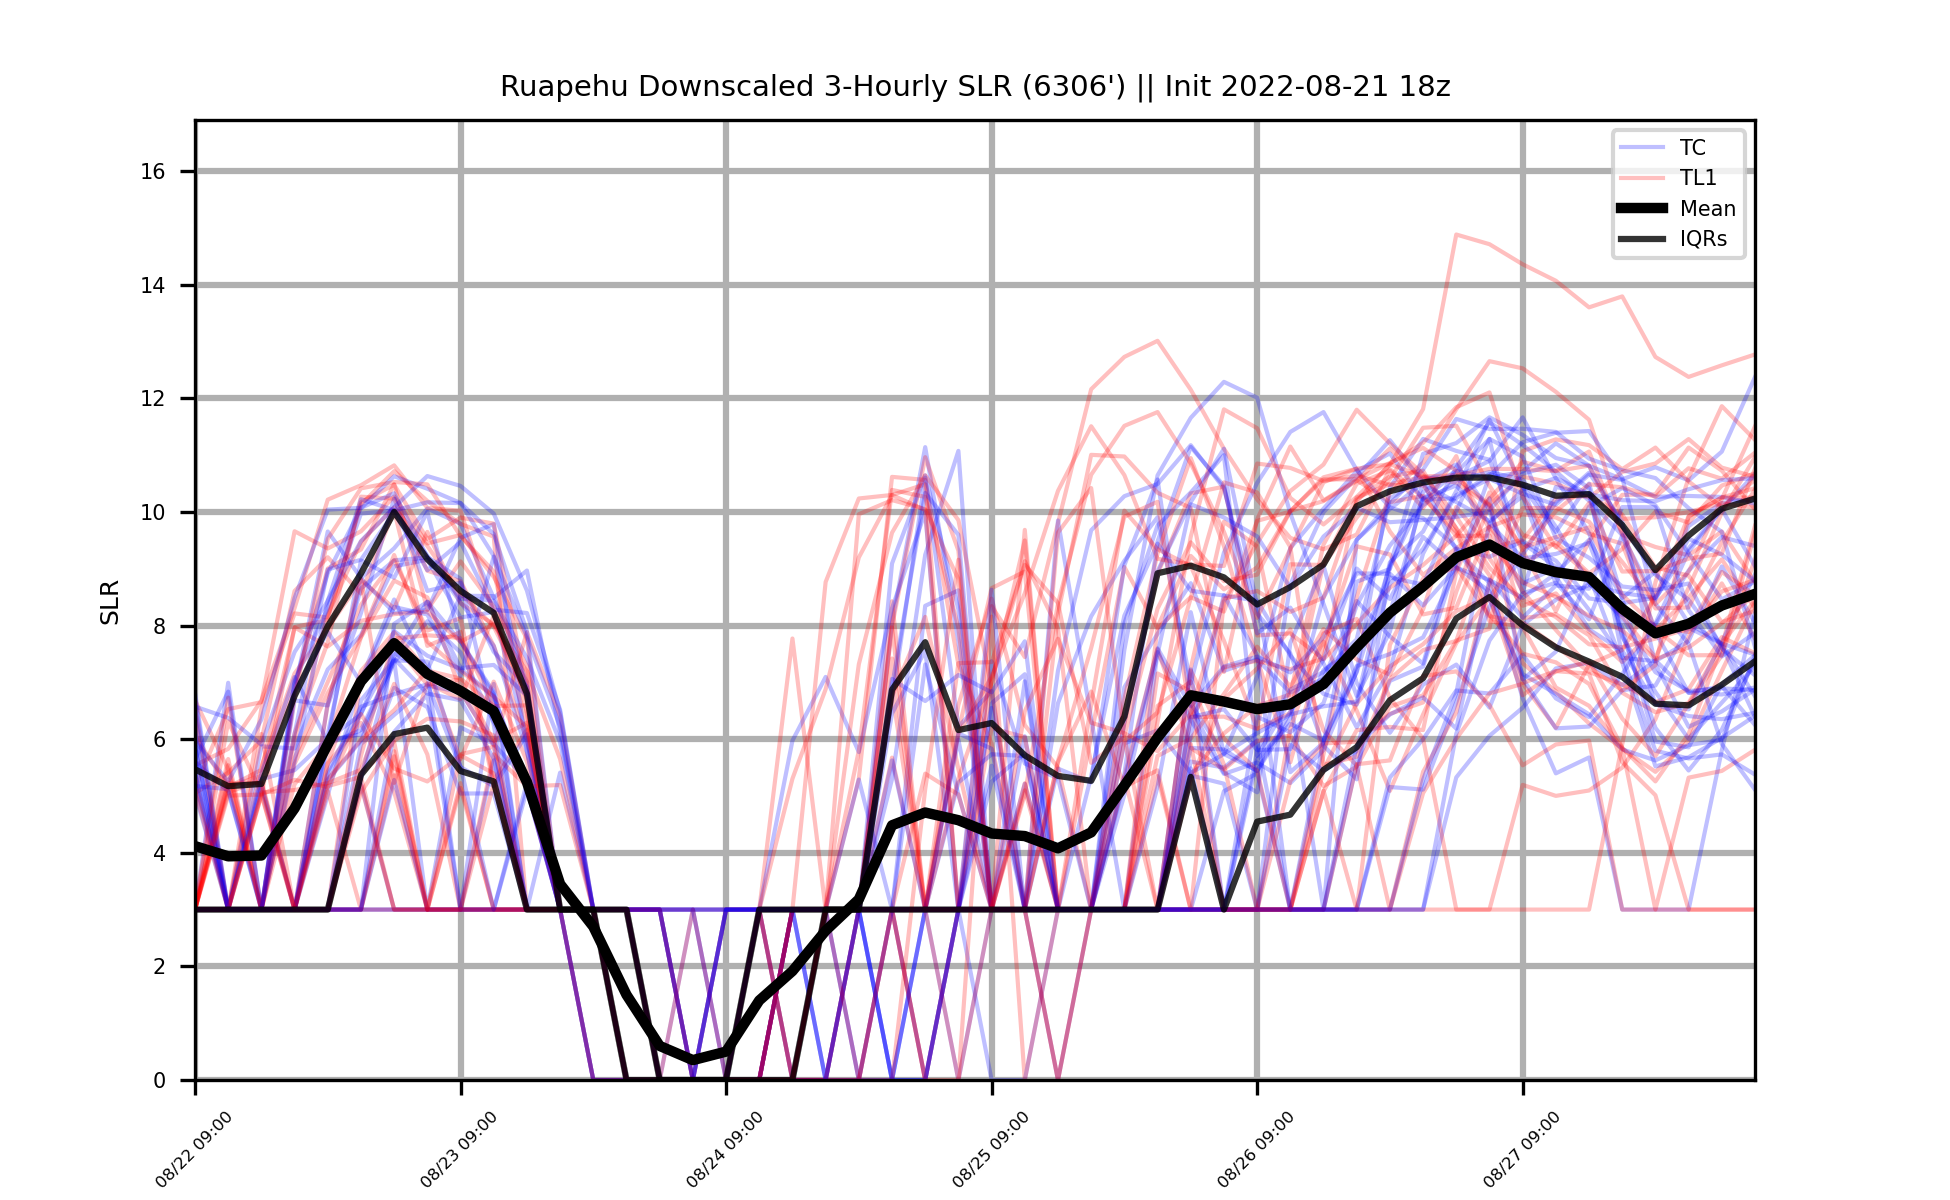 Ruapehu Downscaled 3-Hourly SLR (6306') || Init 2022-08-21 18z
TC
TL1
Mean
IQRs
SLR
16
14
12
10
8
6
4
2
0
08/22 09:00
08/23 09:00
08/24 09:00
08/25 09:00
08/26 09:00
08/27 09:00